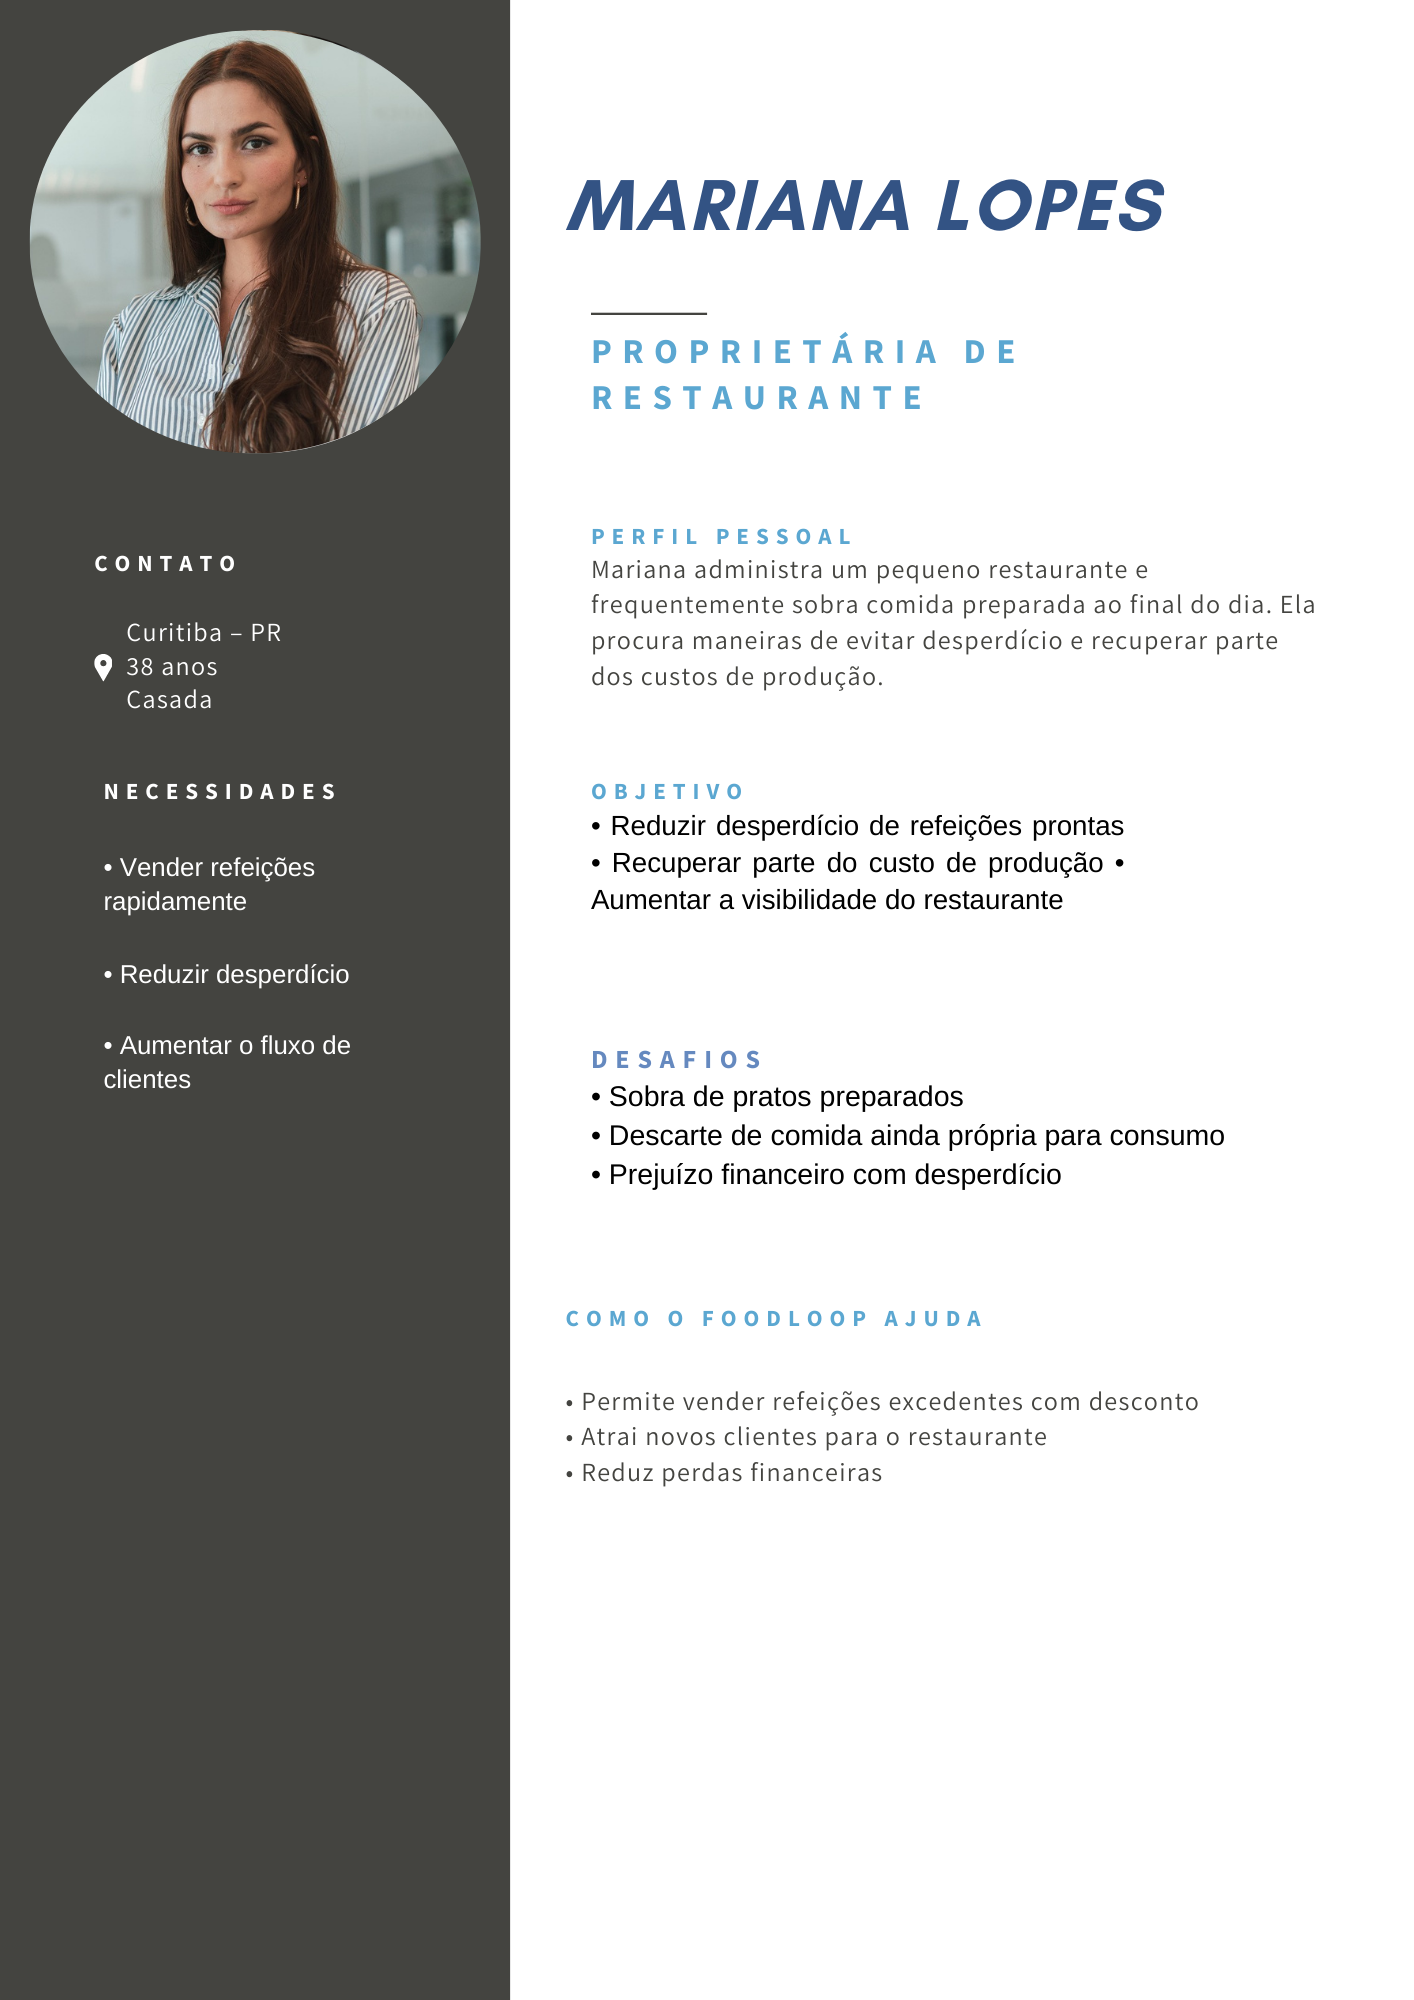 MARIANA LOPES
PROPRIETÁRIA DE
RESTAURANTE
CONTATO
Curitiba – PR
38 anos
Casada
NECESSIDADES
• Vender refeições
rapidamente
• Reduzir desperdício
• Aumentar o fluxo de
clientes
PERFIL PESSOAL
Mariana administra um pequeno restaurante e
frequentemente sobra comida preparada ao final do dia. Ela
procura maneiras de evitar desperdício e recuperar parte
dos custos de produção.
OBJETIVO
• Reduzir desperdício de refeições prontas
• Recuperar parte do custo de produção •
Aumentar a visibilidade do restaurante
DESAFIOS
• Sobra de pratos preparados
• Descarte de comida ainda própria para consumo
• Prejuízo financeiro com desperdício
COMO O FOODLOOP AJUDA
• Permite vender refeições excedentes com desconto
• Atrai novos clientes para o restaurante
• Reduz perdas financeiras